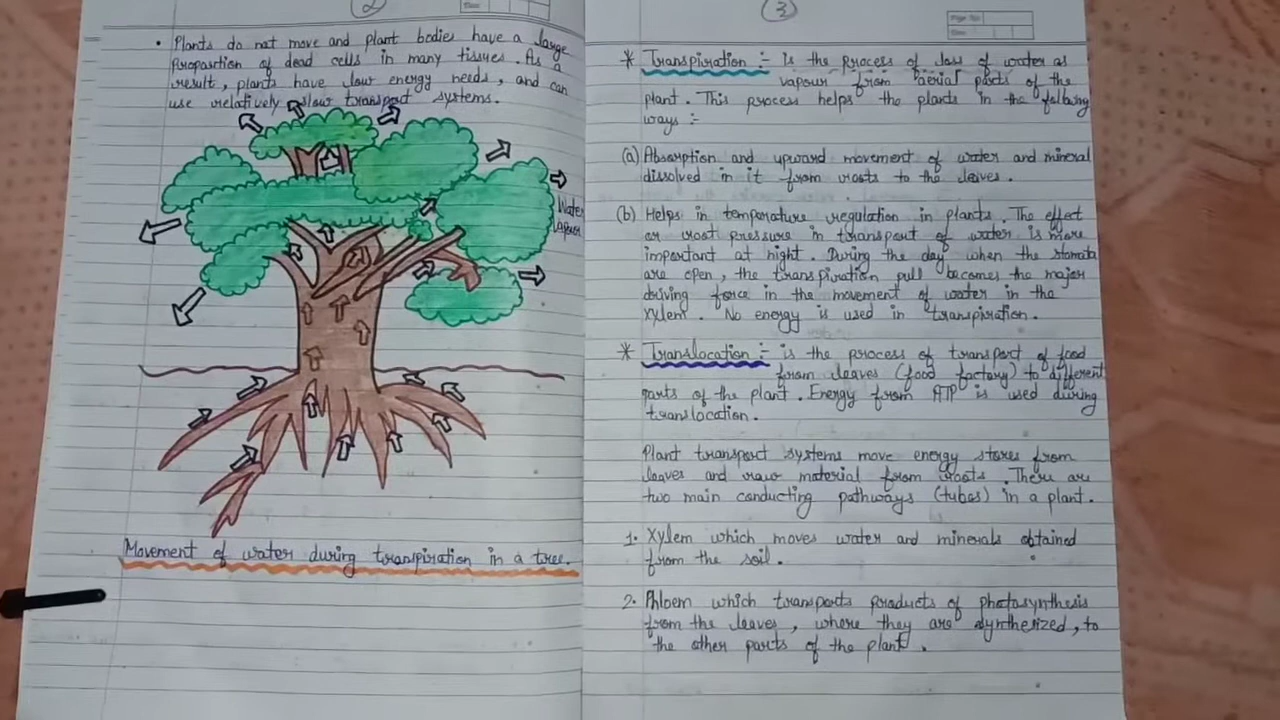 2
• Plants do not move and plant bodies have a large
proportion of dead cells in many tissues. As a
result, plants have low energy needs, and can
use relatively slow transport systems.
Water
Vapour
Movement of water during transpiration in a tree.
3
Page No
* Transpiration :- is the process of loss of water as
vapour from aerial parts of the
plant. This process helps the plants in the following
ways :-
(a) Absorption and upward movement of water and mineral
dissolved in it from roots to the leaves.
(b) Helps in temperature regulation in plants. The effect
or root pressure in transport of water is more
important at night. During the day when the stomata
are open, the transpiration pull becomes the major
driving force in the movement of water in the
xylem. No energy is used in transpiration.
* Translocation :- is the process of transport of food
from leaves (food factory) to different
parts of the plant. Energy from ATP is used during
translocation.
Plant transport systems move energy stores from
leaves and raw material from roots. There are
two main conducting pathways (tubes) in a plant.
1. Xylem which moves water and minerals obtained
from the soil.
2. Phloem which transports products of photosynthesis
from the leaves, where they are synthesized, to
the other parts of the plant.